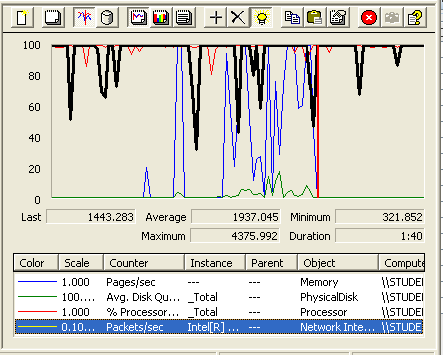 100
80
60
40
20
0
Last 1443.283 Average 1937.045 Minimum 321.852
Maximum 4375.992 Duration 1:40
Color Scale Counter Instance Parent Object Compute
1.000 Pages/sec --- --- Memory \\STUDE
100.... Avg. Disk Qu... _Total --- PhysicalDisk \\STUDE
1.000 % Processor... _Total --- Processor \\STUDE
0.10... Packets/sec Intel[R] ... --- Network Inte... \\STUDE